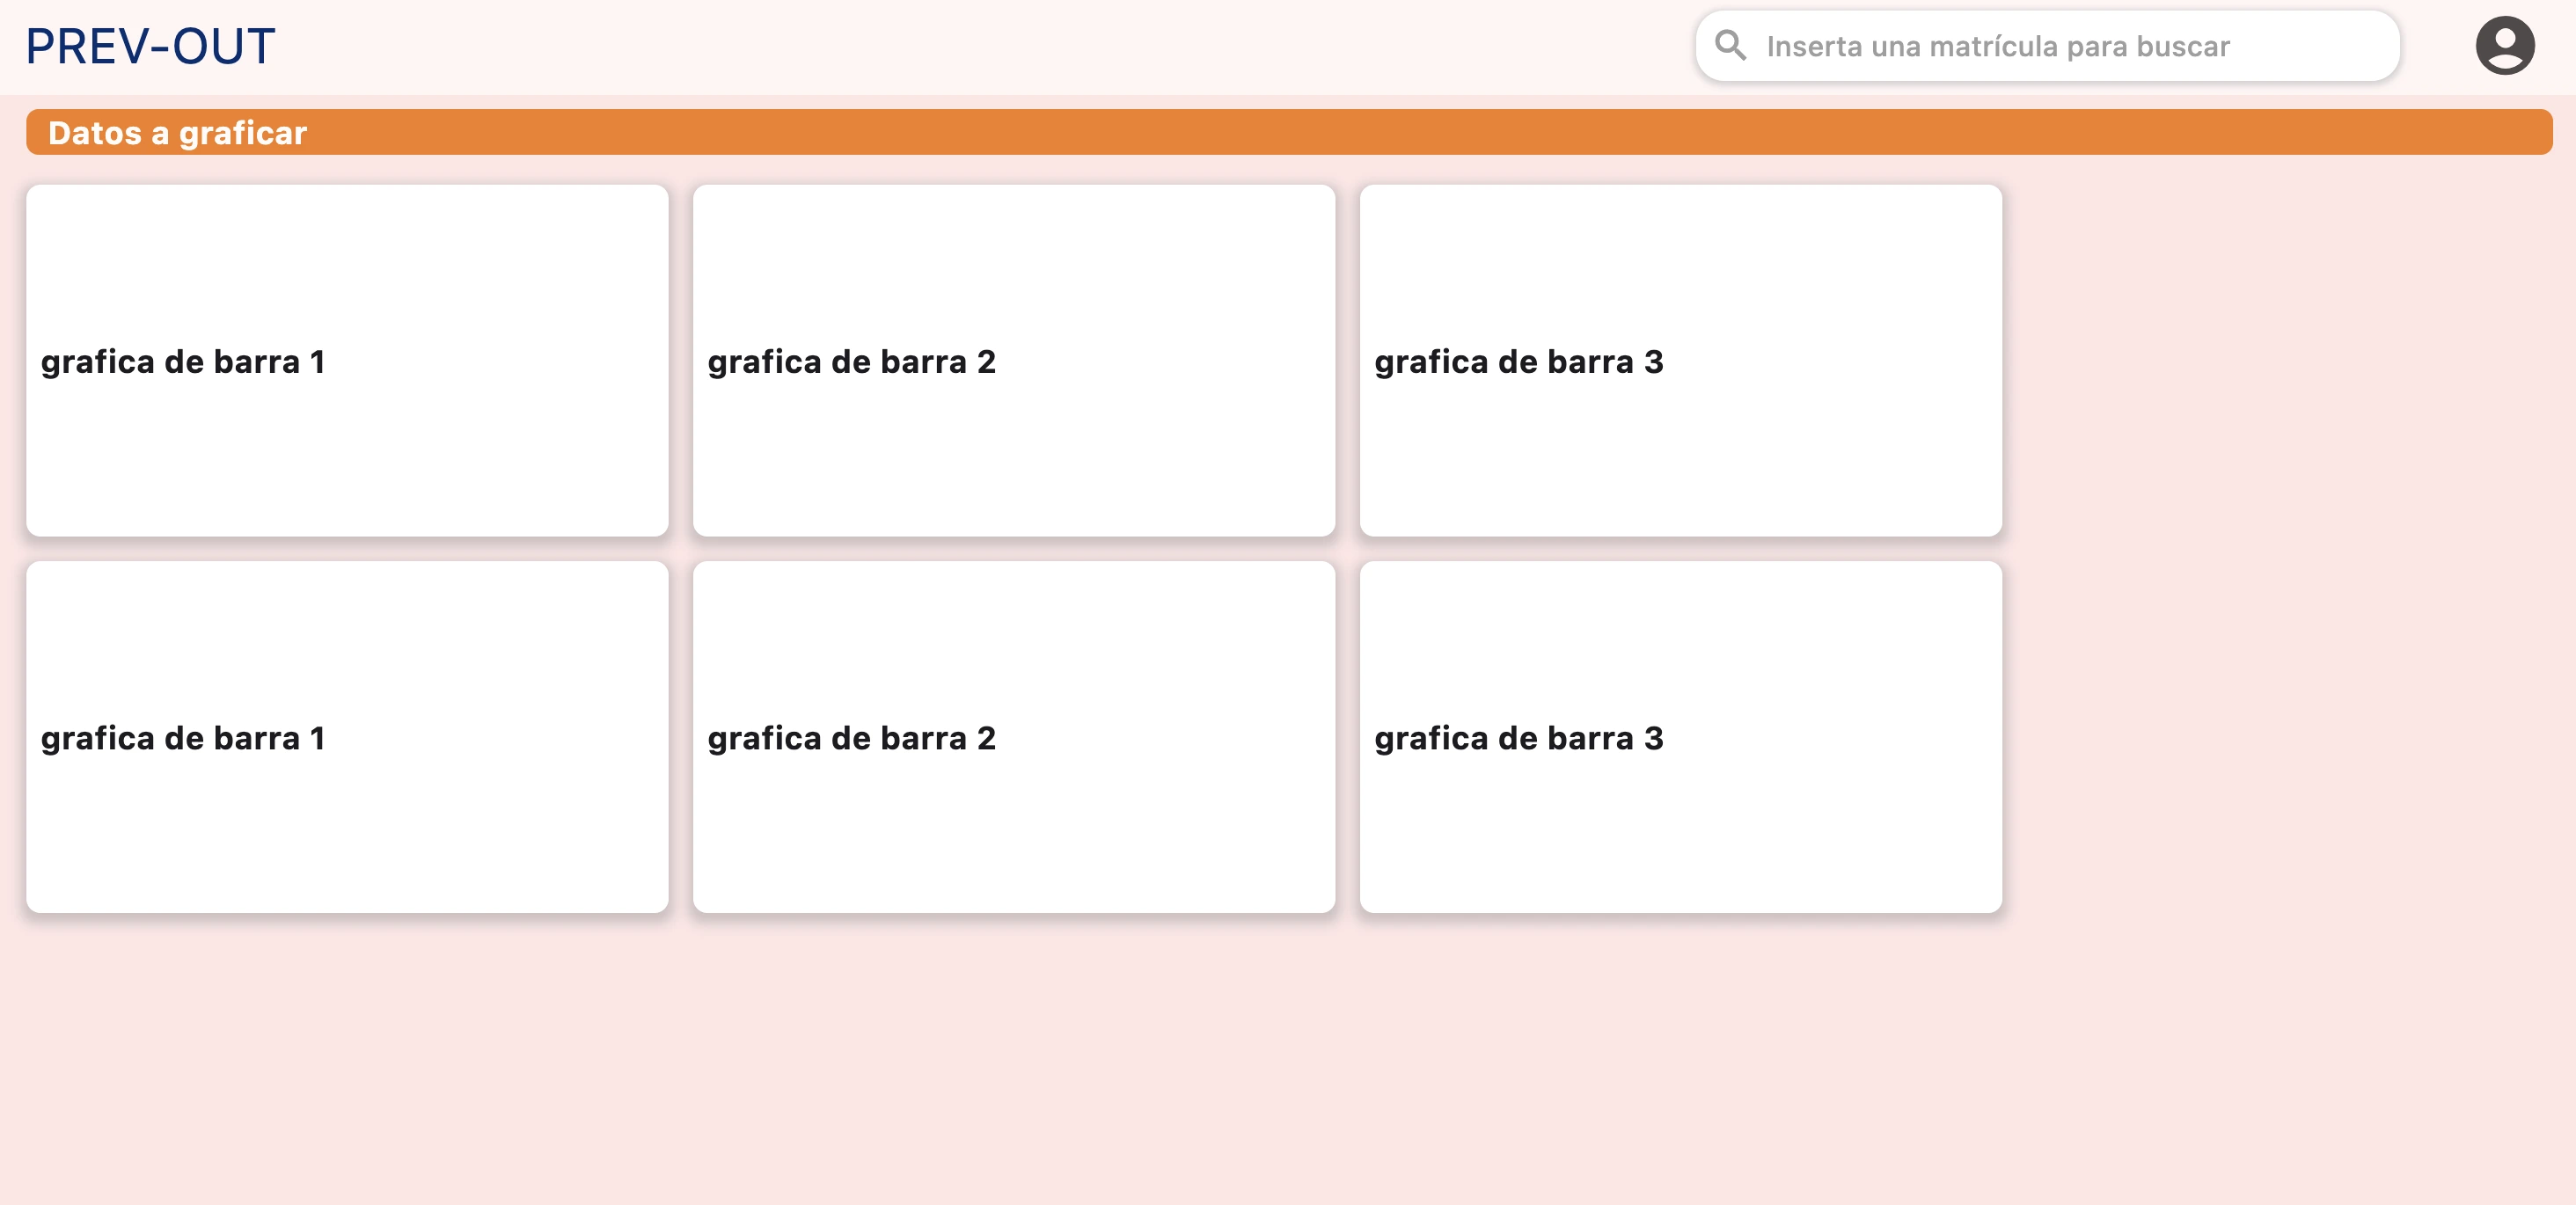 PREV-OUT
Inserta una matrícula para buscar
Datos a graficar
grafica de barra 1
grafica de barra 2
grafica de barra 3
grafica de barra 1
grafica de barra 2
grafica de barra 3